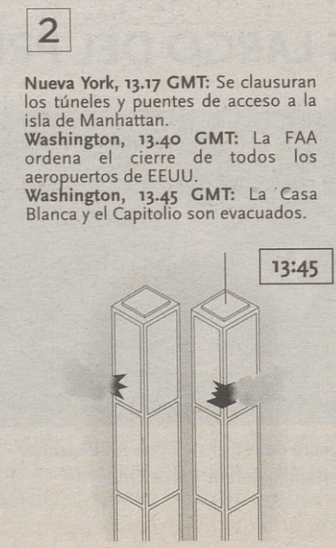 2
Nueva York, 13.17 GMT: Se clausuran
los túneles y puentes de acceso a la
isla de Manhattan.
Washington, 13.40 GMT: La FAA
ordena el cierre de todos los
aeropuertos de EEUU.
Washington, 13.45 GMT: La Casa
Blanca y el Capitolio son evacuados.
13:45